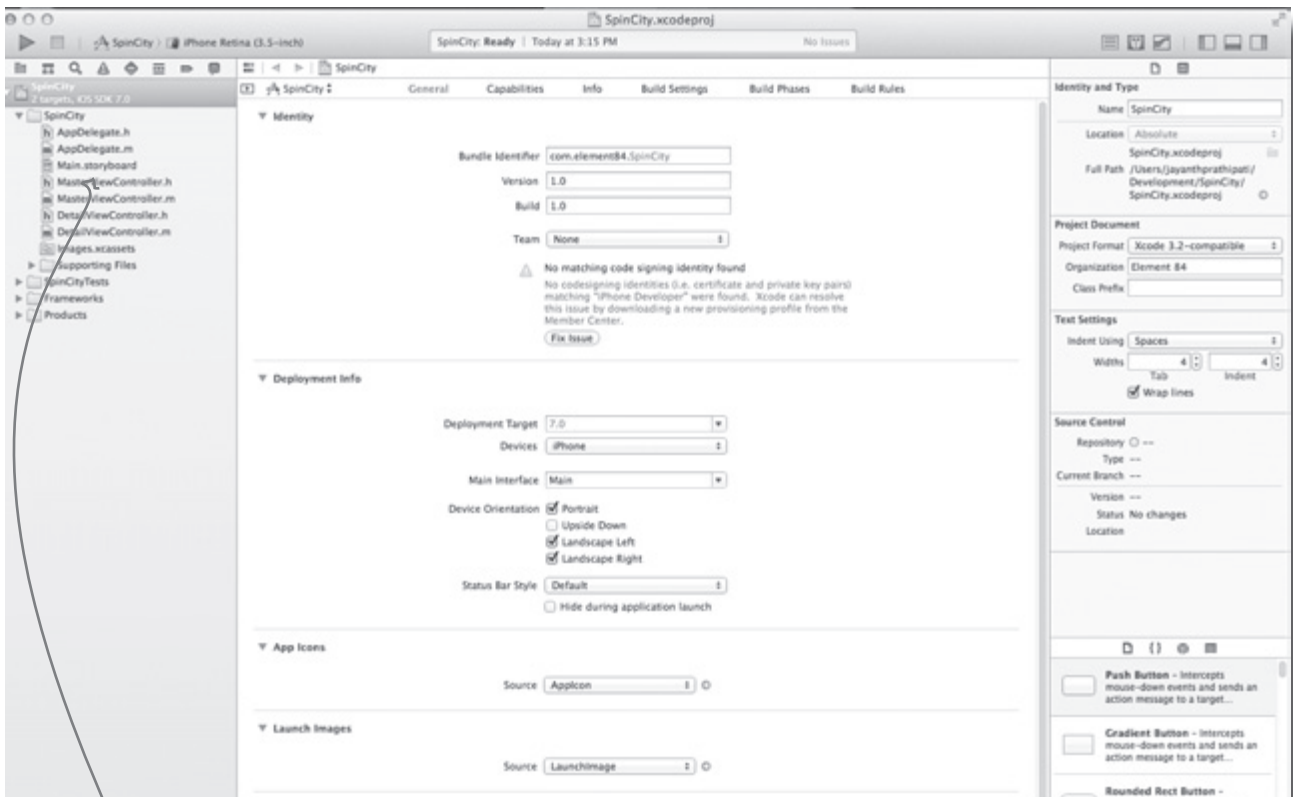 SpinCity.xcodeproj
SpinCity ⟩ iPhone Retina (3.5-inch)
SpinCity: Ready | Today at 3:15 PM
No Issues
SpinCity
2 targets, iOS SDK 7.0
SpinCity
AppDelegate.h
AppDelegate.m
Main.storyboard
MasterViewController.h
MasterViewController.m
DetailViewController.h
DetailViewController.m
Images.xcassets
Supporting Files
SpinCityTests
Frameworks
Products
SpinCity
SpinCity
General Capabilities Info Build Settings Build Phases Build Rules
Identity
Bundle Identifier com.element84.SpinCity
Version 1.0
Build 1.0
Team None
No matching code signing identity found
No codesigning identities (i.e. certificate and private key pairs)
matching "iPhone Developer" were found. Xcode can resolve
this issue by downloading a new provisioning profile from the
Member Center.
Fix Issue
Deployment Info
Deployment Target 7.0
Devices iPhone
Main Interface Main
Device Orientation Portrait
Upside Down
Landscape Left
Landscape Right
Status Bar Style Default
Hide during application launch
App Icons
Source AppIcon
Launch Images
Source LaunchImage
Identity and Type
Name SpinCity
Location Absolute
SpinCity.xcodeproj
Full Path /Users/jayanthprathipati/
Development/SpinCity/
SpinCity.xcodeproj
Project Document
Project Format Xcode 3.2-compatible
Organization Element 84
Class Prefix
Text Settings
Indent Using Spaces
Widths 4 4
Tab Indent
Wrap lines
Source Control
Repository --
Type --
Current Branch --
Version --
Status No changes
Location
Push Button - Intercepts
mouse-down events and sends an
action message to a target...
Gradient Button - Intercepts
mouse-down events and sends an
action message to a target...
Rounded Rect Button -